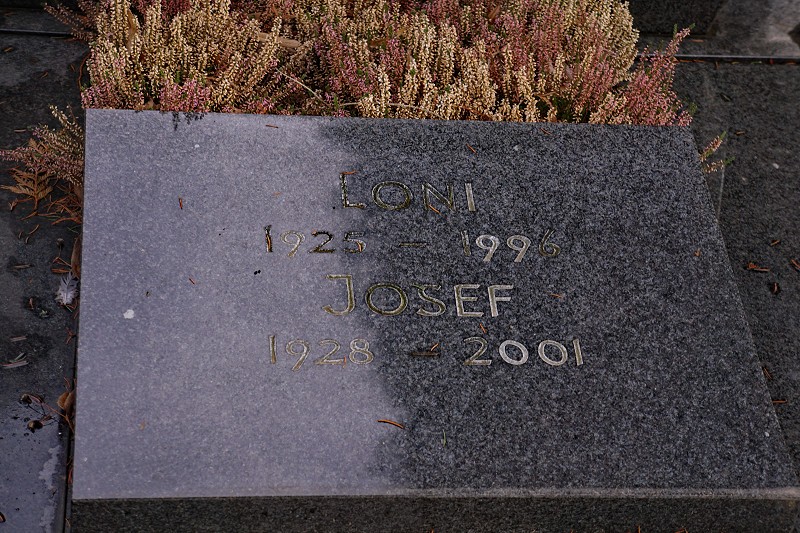 LONI
1925 – 1996
JOSEF
1928 – 2001